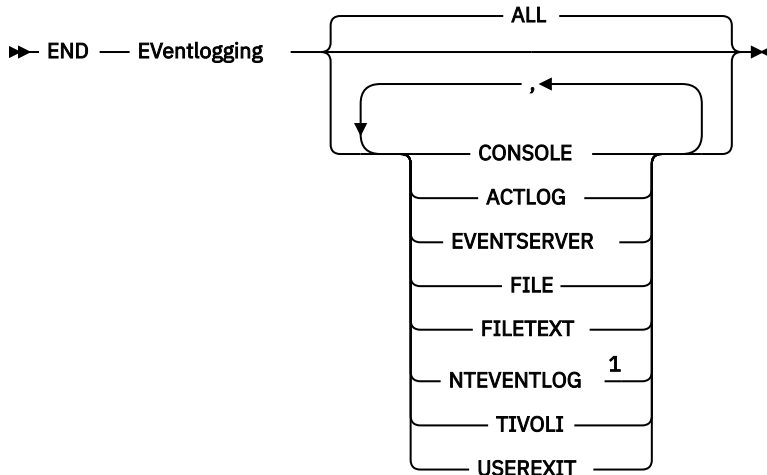 ALL
END EVentlogging
,
CONSOLE
ACTLOG
EVENTSERVER
FILE
FILETEXT
NTEVENTLOG 1
TIVOLI
USEREXIT